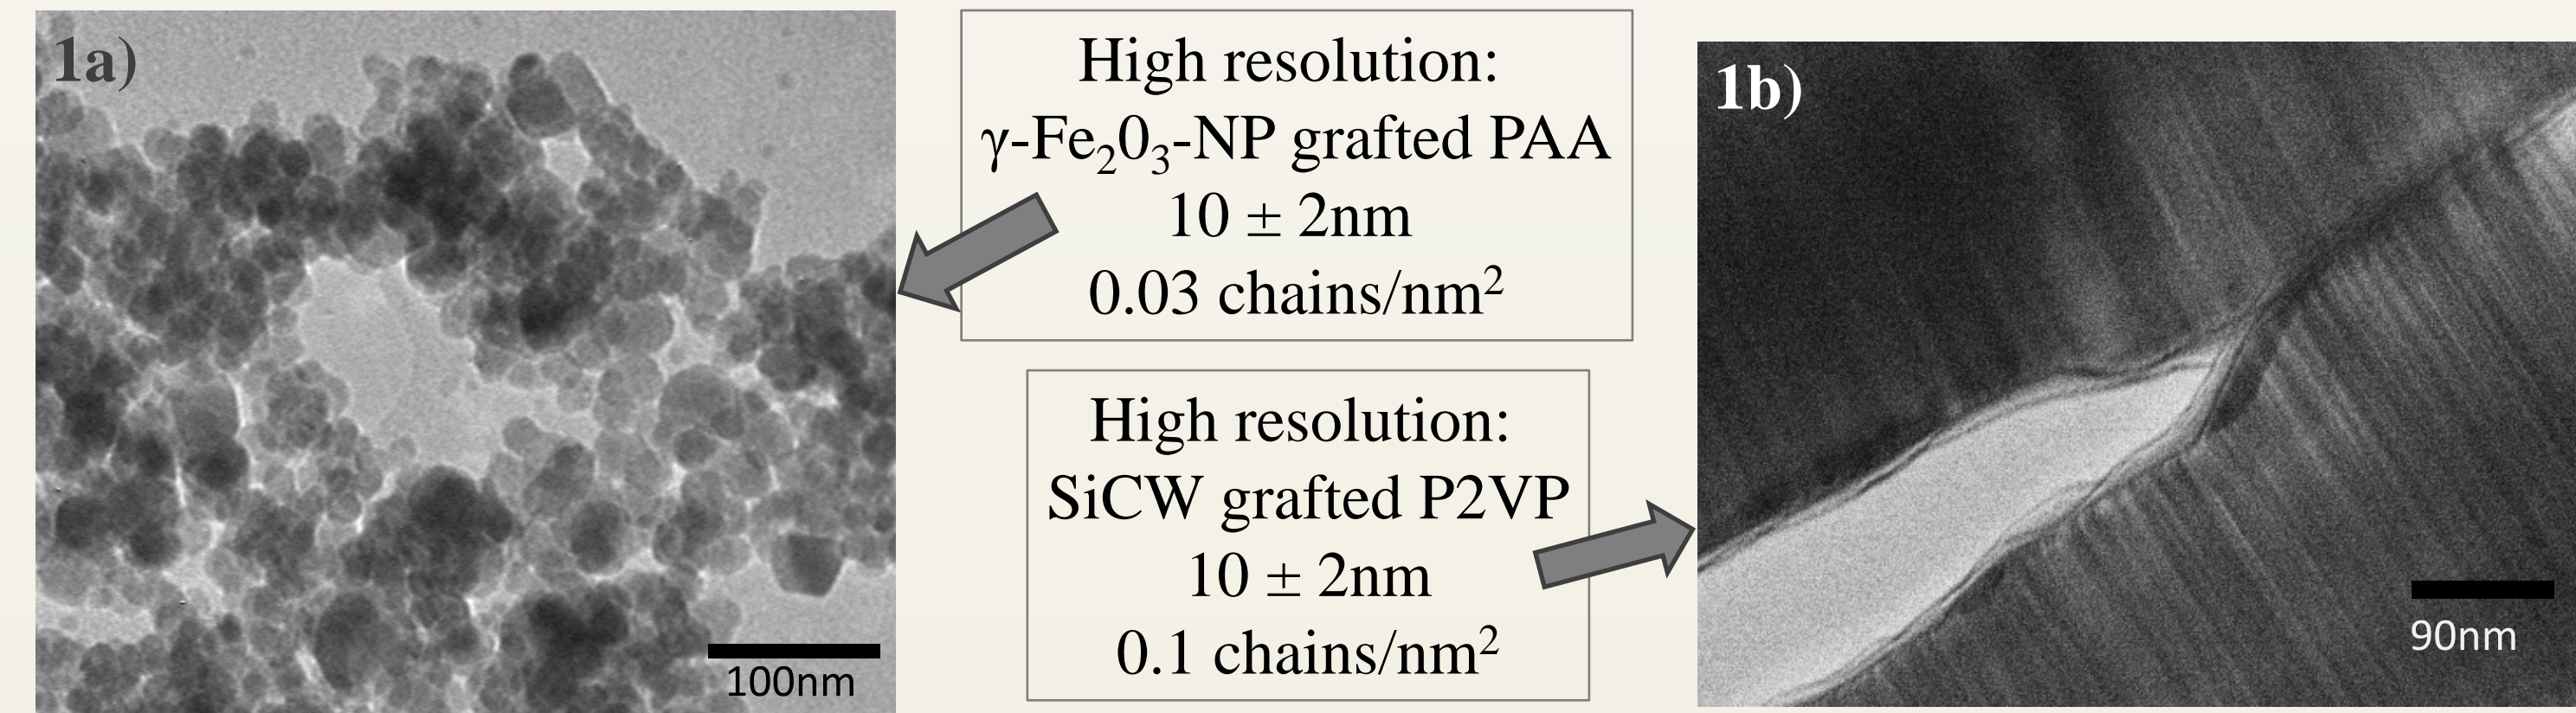 1a)
100nm
High resolution:
γ-Fe₂0₃-NP grafted PAA
10 ± 2nm
0.03 chains/nm²
High resolution:
SiCW grafted P2VP
10 ± 2nm
0.1 chains/nm²
1b)
90nm